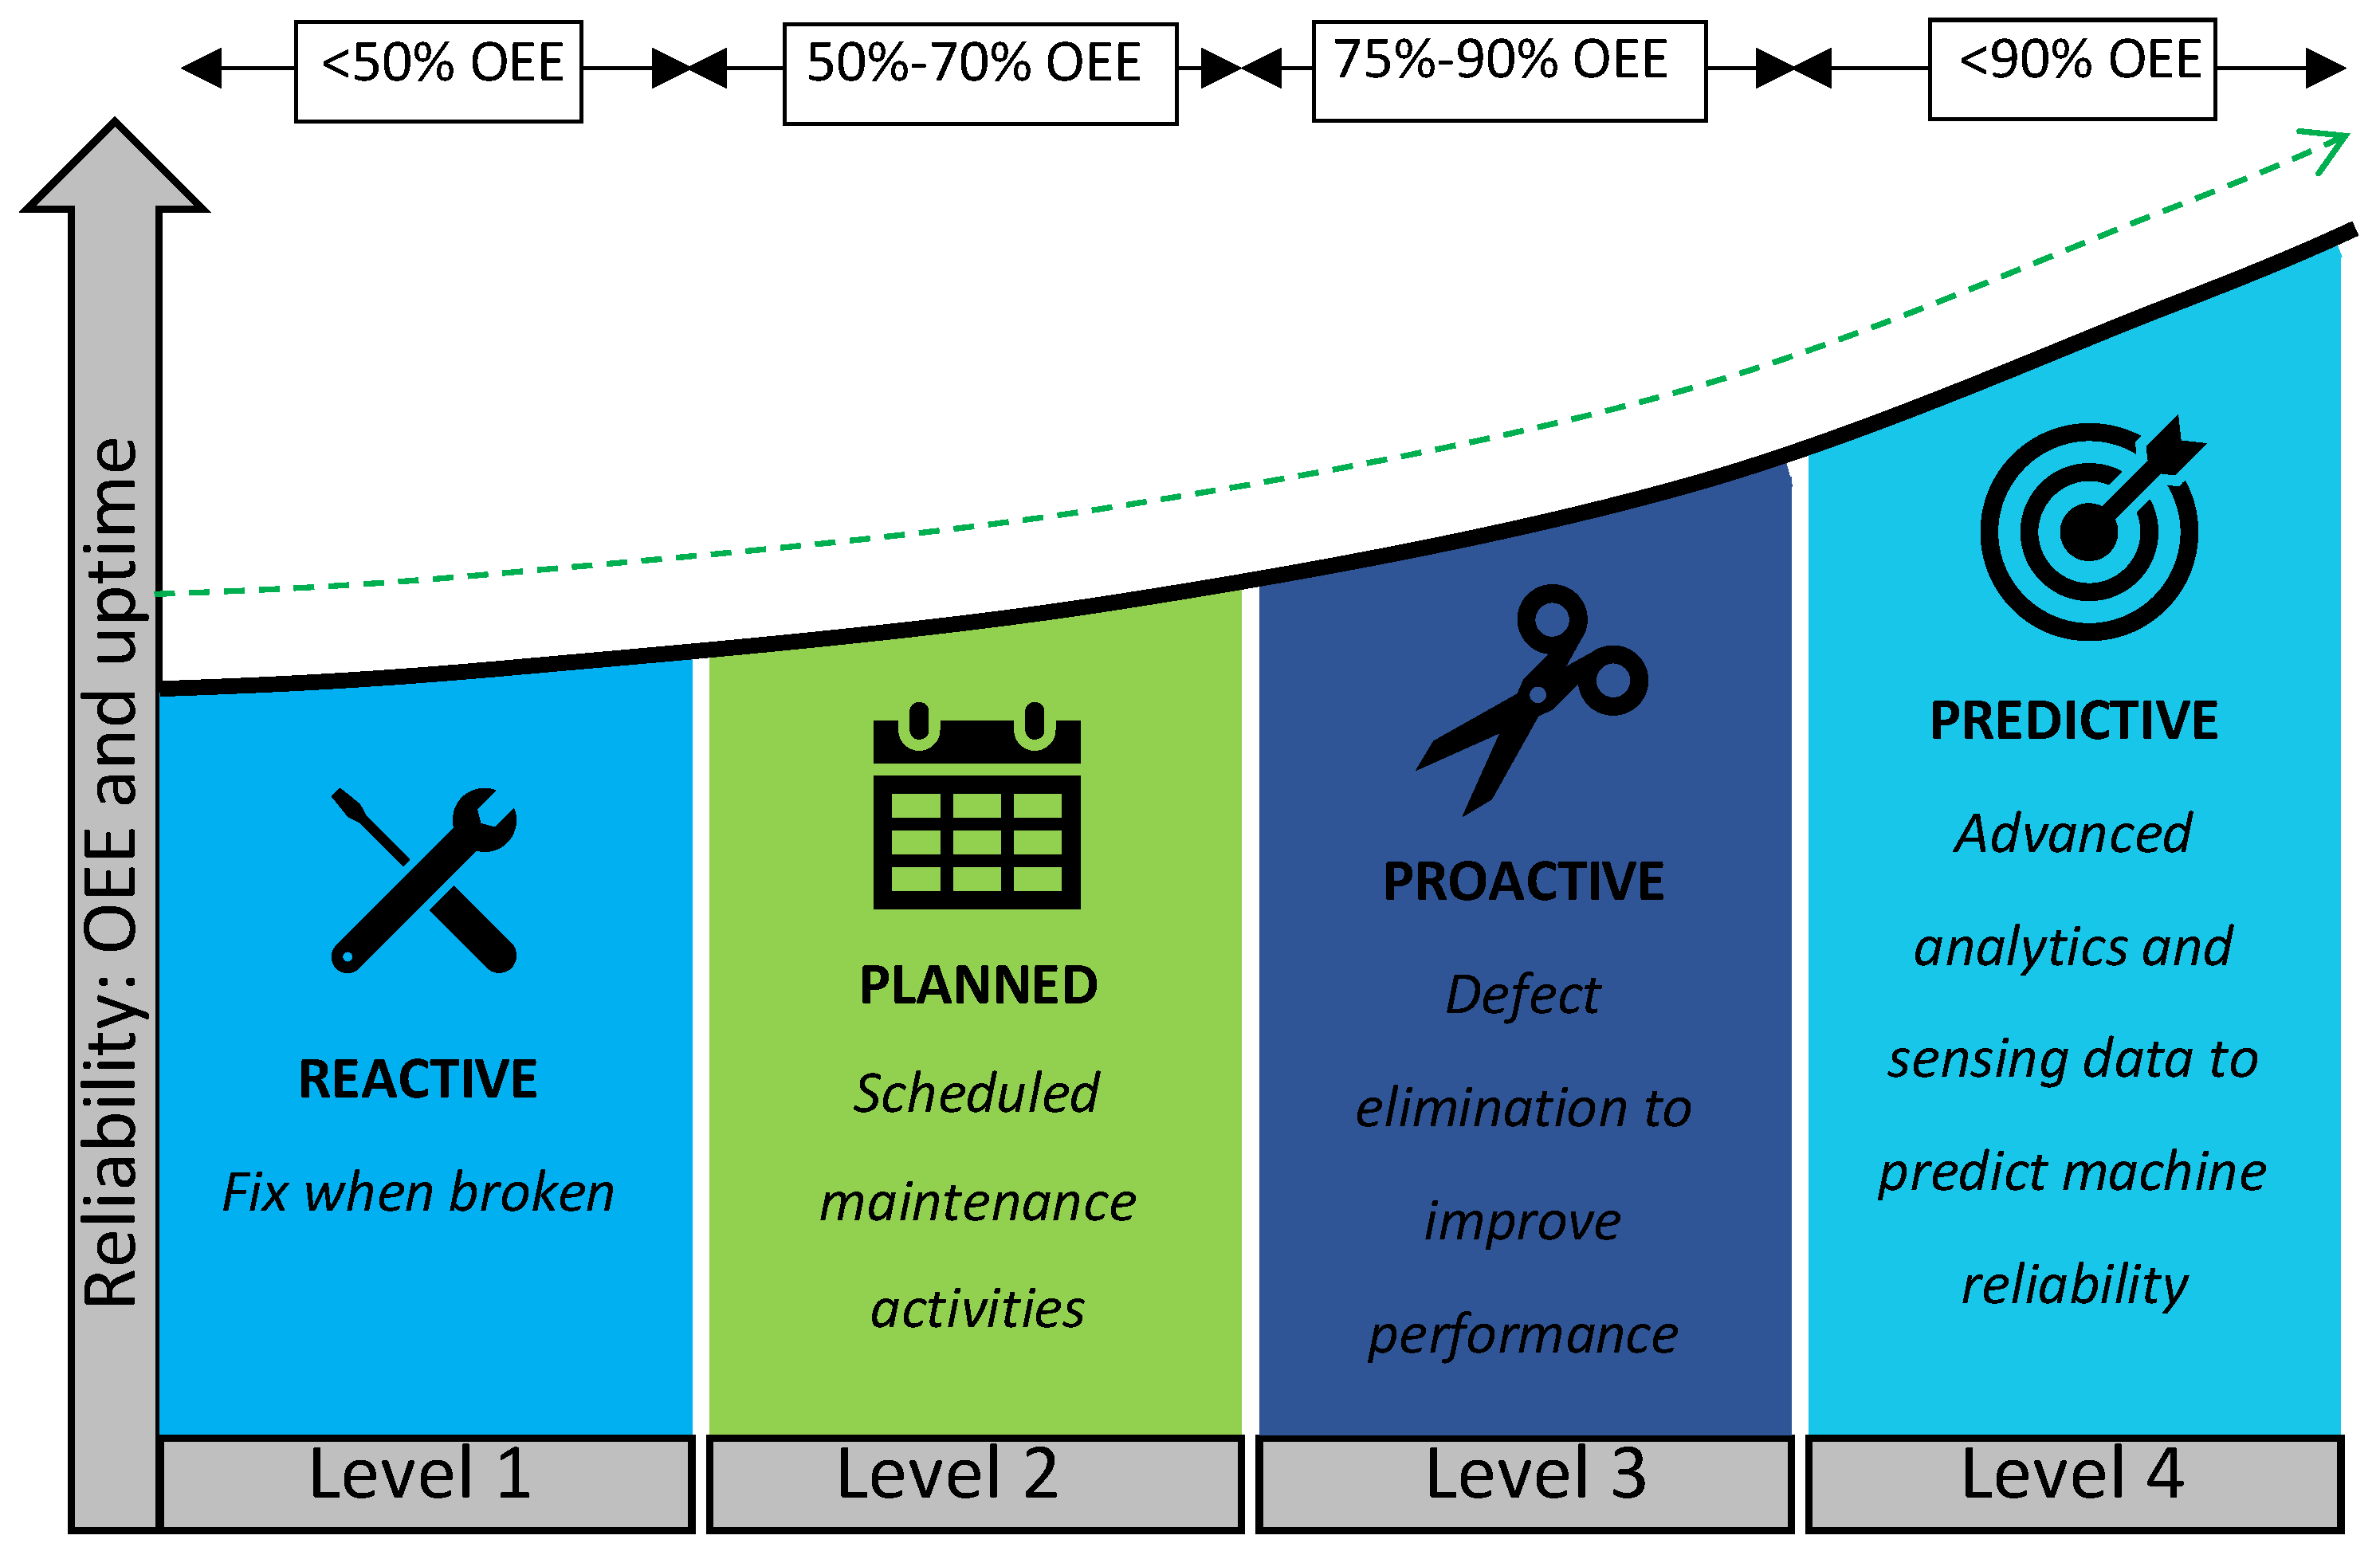 <50% OEE
50%-70% OEE
75%-90% OEE
<90% OEE
Reliability: OEE and uptime
REACTIVE
Fix when broken
PLANNED
Scheduled
maintenance
activities
PROACTIVE
Defect
elimination to
improve
performance
PREDICTIVE
Advanced
analytics and
sensing data to
predict machine
reliability
Level 1
Level 2
Level 3
Level 4